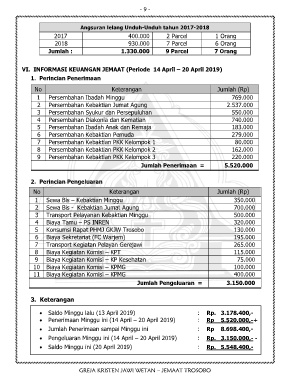 - 9 -
Angsuran lelang Unduh-Unduh tahun 2017-2018
2017 400.000 2 Parcel 1 Orang
2018 930.000 7 Parcel 6 Orang
Jumlah : 1.330.000 9 Parcel 7 Orang
VI. INFORMASI KEUANGAN JEMAAT (Periode 14 April – 20 April 2019)
1. Perincian Penerimaan
No Keterangan Jumlah (Rp)
1 Persembahan Ibadah Minggu 769.000
2 Persembahan Kebaktian Jumat Agung 2.537.000
3 Persembahan Syukur dan Persepuluhan 550.000
4 Persembahan Diakonia dan Kematian 740.000
5 Persembahan Ibadah Anak dan Remaja 183.000
6 Persembahan Kebaktian Pemuda 279.000
7 Persembahan Kebaktian PKK Kelompok 1 80.000
8 Persembahan Kebaktian PKK Kelompok 2 162.000
9 Persembahan Kebaktian PKK Kelompok 3 220.000
Jumlah Penerimaan = 5.520.000
2. Perincian Pengeluaran
No Keterangan Jumlah (Rp)
1 Sewa Bis – Kebaktian Minggu 350.000
2 Sewa Bis - Kebaktian Jumat Agung 700.000
3 Transport Pelayanan Kebaktian Minggu 500.000
4 Biaya Tamu – PS INREN 320.000
5 Konsumsi Rapat PHMJ GKJW Trosobo 130.000
6 Biaya Sekretariat (FC Warjem) 195.000
7 Transport Kegiatan Pelayan Gerejawi 265.000
8 Biaya Kegiatan Komisi – KPT 115.000
9 Biaya Kegiatan Komisi – KP Kesehatan 75.000
10 Biaya Kegiatan Komisi – KPMG 100.000
11 Biaya Kegiatan Komisi – KPMG 400.000
Jumlah Pengeluaran = 3.150.000
3. Keterangan
• Saldo Minggu lalu (13 April 2019) : Rp. 3.178.400,-
• Penerimaan Minggu ini (14 April – 20 April 2019) : Rp 5.520.000,-+
• Jumlah Penerimaan sampai Minggu ini : Rp. 8.698.400,-
• Pengeluaran Minggu ini (14 April – 20 April 2019) : Rp. 3.150.000,- -
• Saldo Minggu ini (20 April 2019) : Rp. 5.548.400,-
GREJA KRISTEN JAWI WETAN – JEMAAT TROSOBO